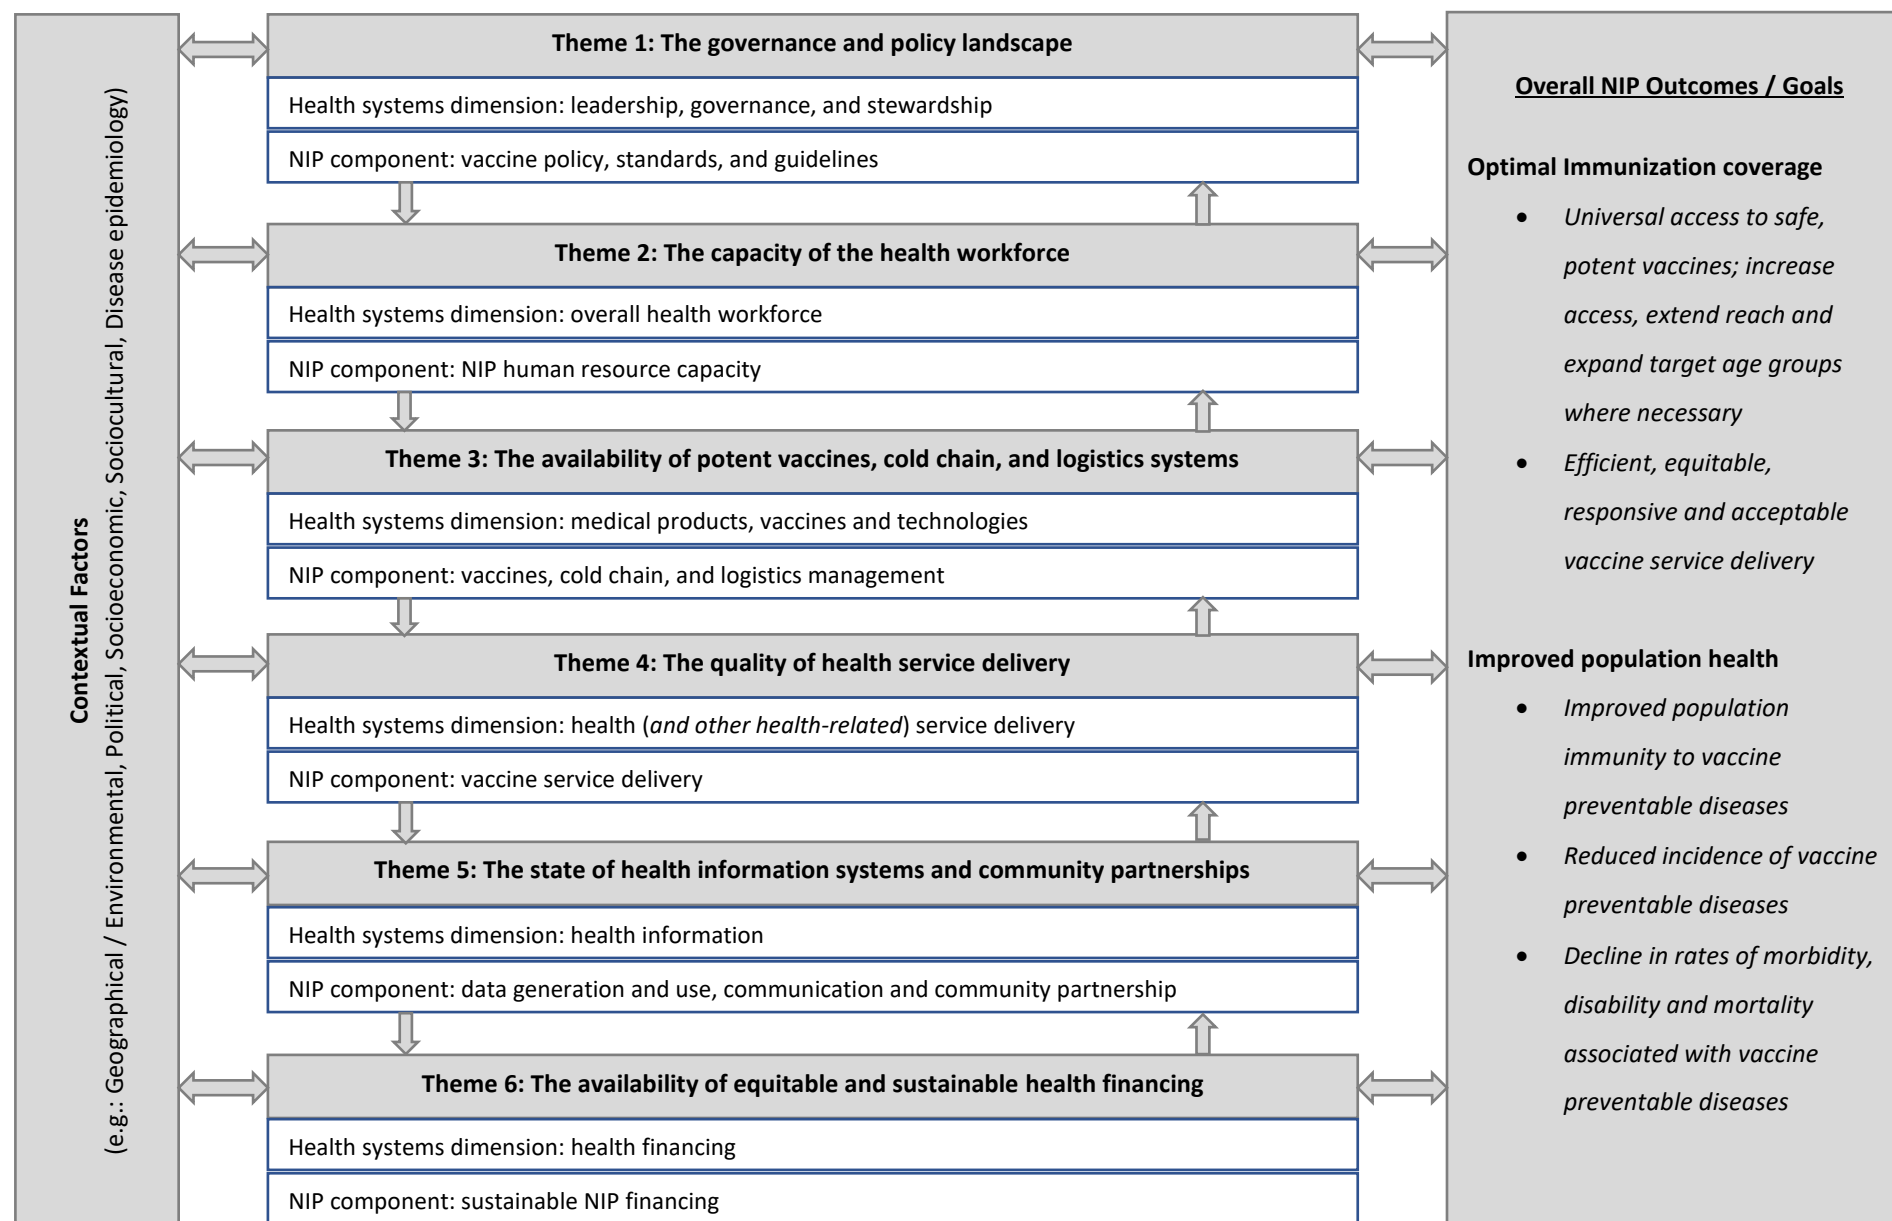 Contextual Factors
(e.g.: Geographical / Environmental, Political, Socioeconomic, Sociocultural, Disease epidemiology)
Theme 1: The governance and policy landscape
Health systems dimension: leadership, governance, and stewardship
NIP component: vaccine policy, standards, and guidelines
Theme 2: The capacity of the health workforce
Health systems dimension: overall health workforce
NIP component: NIP human resource capacity
Theme 3: The availability of potent vaccines, cold chain, and logistics systems
Health systems dimension: medical products, vaccines and technologies
NIP component: vaccines, cold chain, and logistics management
Theme 4: The quality of health service delivery
Health systems dimension: health (and other health-related) service delivery
NIP component: vaccine service delivery
Theme 5: The state of health information systems and community partnerships
Health systems dimension: health information
NIP component: data generation and use, communication and community partnership
Theme 6: The availability of equitable and sustainable health financing
Health systems dimension: health financing
NIP component: sustainable NIP financing
Overall NIP Outcomes / Goals
Optimal Immunization coverage
• Universal access to safe,
potent vaccines; increase
access, extend reach and
expand target age groups
where necessary
• Efficient, equitable,
responsive and acceptable
vaccine service delivery
Improved population health
• Improved population
immunity to vaccine
preventable diseases
• Reduced incidence of vaccine
preventable diseases
• Decline in rates of morbidity,
disability and mortality
associated with vaccine
preventable diseases